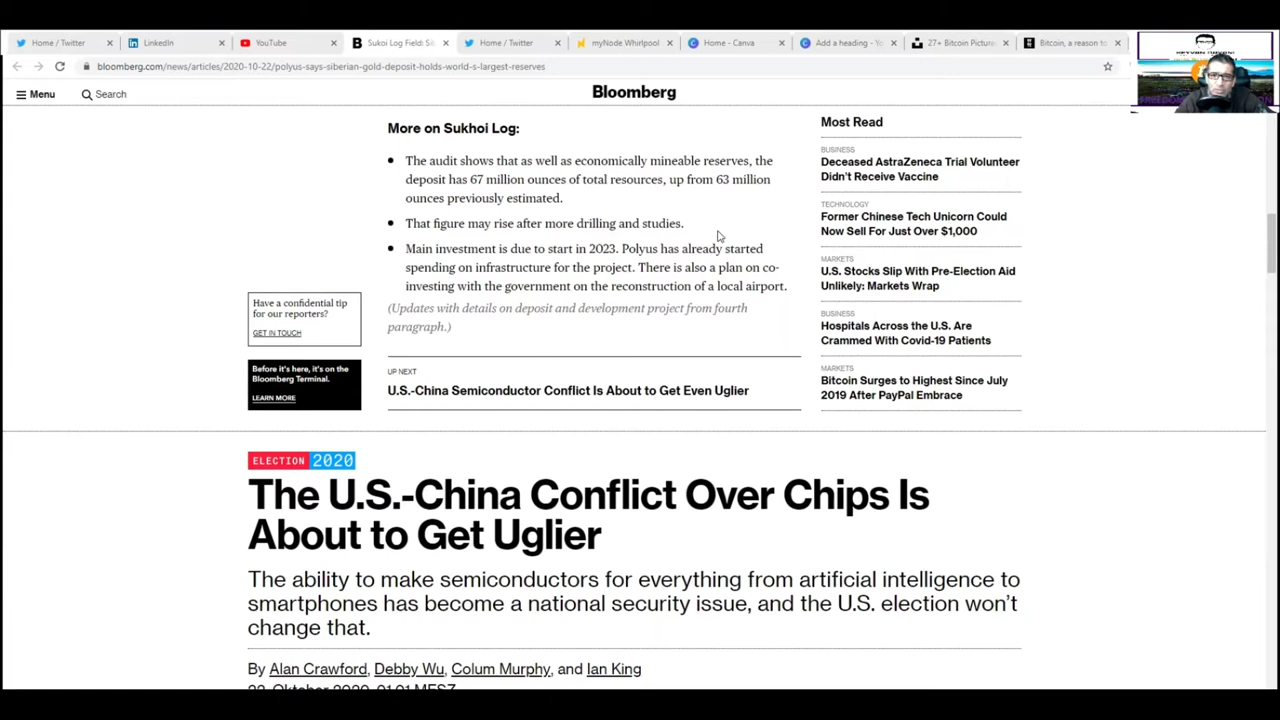 Home / Twitter
LinkedIn
YouTube
Sukoi Log Field: Si
Home / Twitter
myNode Whirlpool
Home - Canva
Add a heading - Yo
27+ Bitcoin Picture
Bitcoin, a reason to
bloomberg.com/news/articles/2020-10-22/polyus-says-siberian-gold-deposit-holds-world-s-largest-reserves
Menu
Search
Bloomberg
More on Sukhoi Log:
The audit shows that as well as economically mineable reserves, the
deposit has 67 million ounces of total resources, up from 63 million
ounces previously estimated.
That figure may rise after more drilling and studies.
Main investment is due to start in 2023. Polyus has already started
spending on infrastructure for the project. There is also a plan on co-
investing with the government on the reconstruction of a local airport.
(Updates with details on deposit and development project from fourth
paragraph.)
Have a confidential tip
for our reporters?
GET IN TOUCH
Before it's here, it's on the
Bloomberg Terminal.
LEARN MORE
UP NEXT
U.S.-China Semiconductor Conflict Is About to Get Even Uglier
Most Read
BUSINESS
Deceased AstraZeneca Trial Volunteer
Didn't Receive Vaccine
TECHNOLOGY
Former Chinese Tech Unicorn Could
Now Sell For Just Over $1,000
MARKETS
U.S. Stocks Slip With Pre-Election Aid
Unlikely: Markets Wrap
BUSINESS
Hospitals Across the U.S. Are
Crammed With Covid-19 Patients
MARKETS
Bitcoin Surges to Highest Since July
2019 After PayPal Embrace
ELECTION 2020
The U.S.-China Conflict Over Chips Is
About to Get Uglier
The ability to make semiconductors for everything from artificial intelligence to
smartphones has become a national security issue, and the U.S. election won't
change that.
By Alan Crawford, Debby Wu, Colum Murphy, and Ian King
22. Oktober 2020, 01:01 MESZ